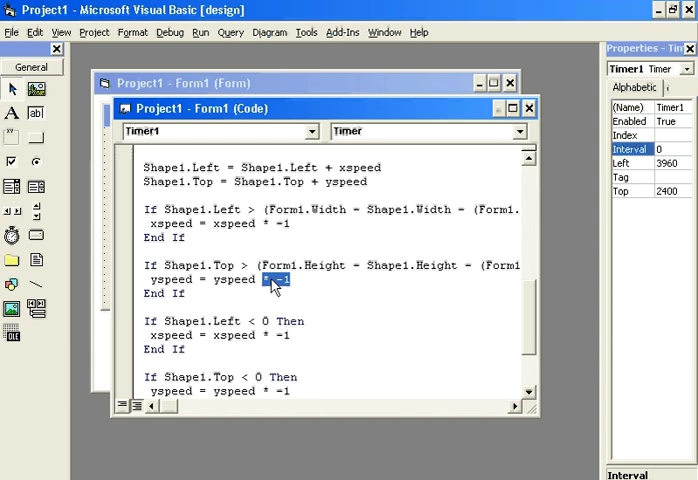 Project1 - Microsoft Visual Basic [design]
File Edit View Project Format Debug Run Query Diagram Tools Add-Ins Window Help
General
A
ab|
XY
OLE
Project1 - Form1 (Form)
Project1 - Form1 (Code)
Timer1 Timer
Shape1.Left = Shape1.Left + xspeed
Shape1.Top = Shape1.Top + yspeed
If Shape1.Left > (Form1.Width - Shape1.Width - (Form1.
xspeed = xspeed * -1
End If
If Shape1.Top > (Form1.Height - Shape1.Height - (Form1
yspeed = yspeed * -1
End If
If Shape1.Left < 0 Then
xspeed = xspeed * -1
End If
If Shape1.Top < 0 Then
yspeed = yspeed * -1
Properties - Tim
Timer1 Timer
Alphabetic
(Name) Timer1
Enabled True
Index
Interval 0
Left 3960
Tag
Top 2400
Interval